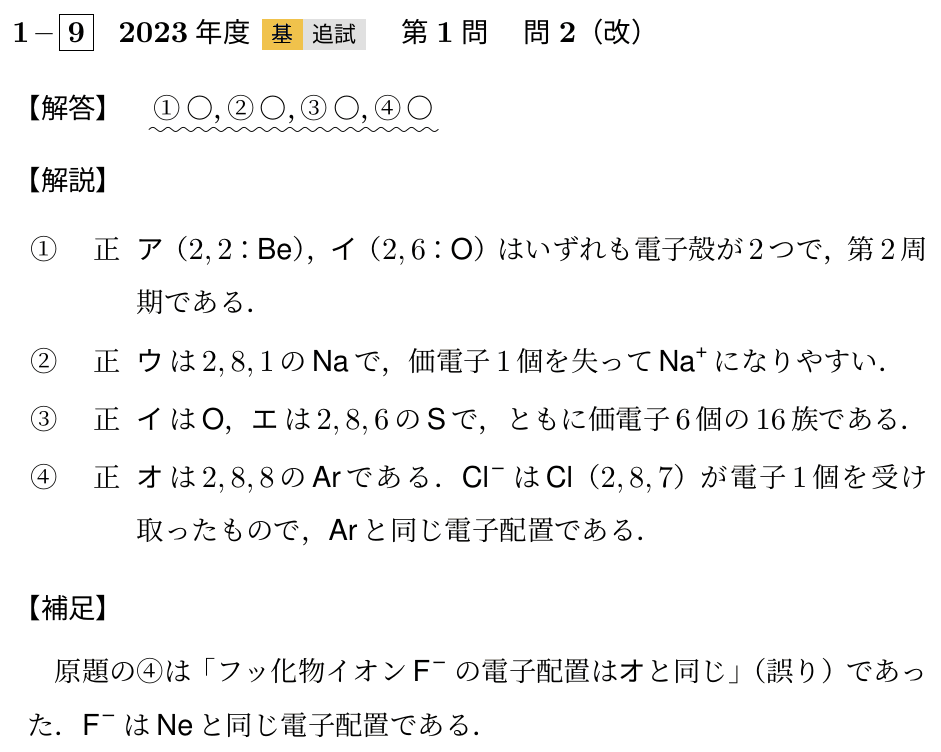 1–9 2023年度 基 追試 第1問 問2（改）
【解答】 ①○,②○,③○,④○
【解説】
① 正 ア（2,2：Be），イ（2,6：O）はいずれも電子殻が2つで，第2周
期である．
② 正 ウは2,8,1のNaで，価電子1個を失ってNa⁺になりやすい．
③ 正 イはO，エは2,8,6のSで，ともに価電子6個の16族である．
④ 正 オは2,8,8のArである．Cl⁻はCl（2,8,7）が電子1個を受け
取ったもので，Arと同じ電子配置である．
【補足】
原題の④は「フッ化物イオンF⁻の電子配置はオと同じ」（誤り）であっ
た．F⁻はNeと同じ電子配置である．